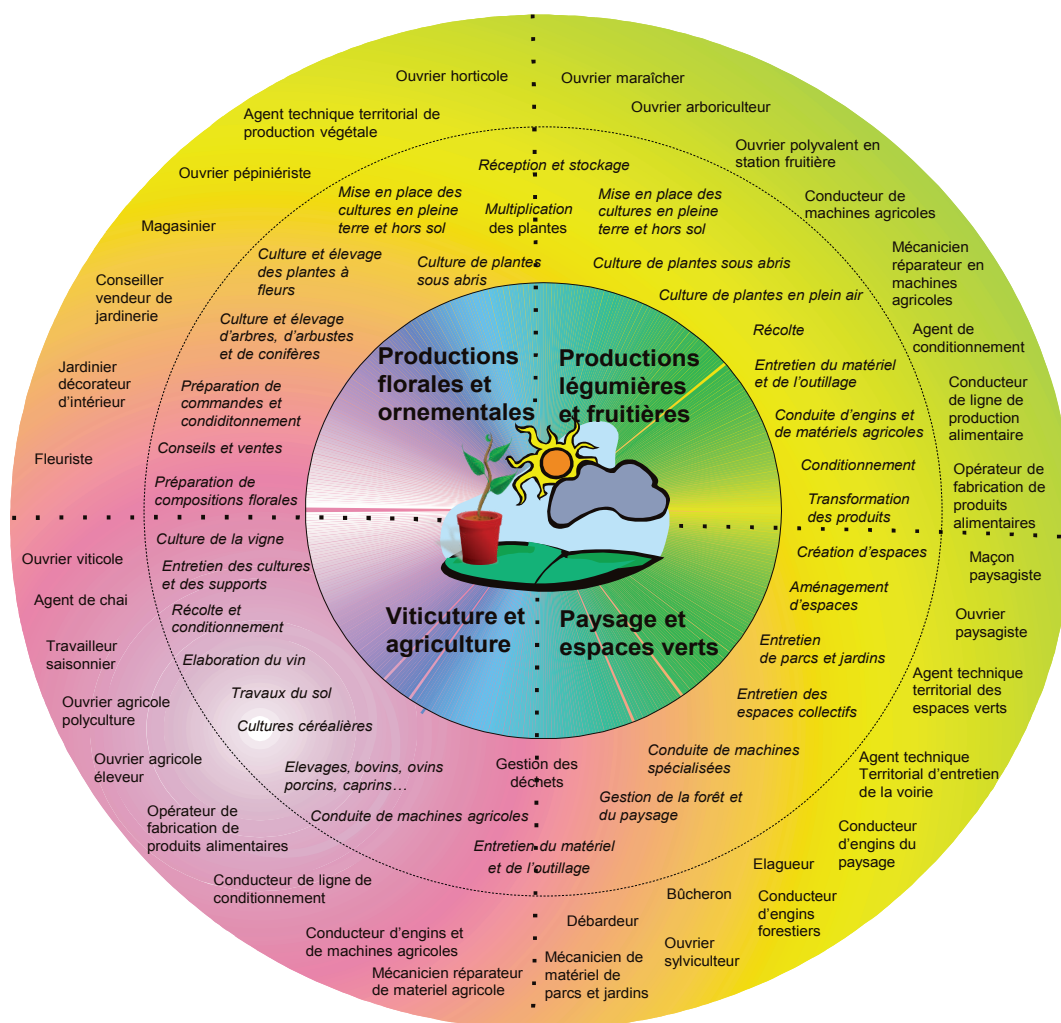 Ouvrier horticole
Agent technique territorial de
production végétale
Ouvrier pépiniériste
Magasinier
Conseiller
vendeur de
jardinerie
Jardinier
décorateur
d'intérieur
Fleuriste
Ouvrier maraîcher
Ouvrier arboriculteur
Ouvrier polyvalent en
station fruitière
Conducteur de
machines agricoles
Mécanicien
réparateur en
machines
agricoles
Agent de
conditionnement
Conducteur
de ligne de
production
alimentaire
Opérateur de
fabrication de
produits
alimentaires
Réception et stockage
Multiplication
des plantes
Mise en place des
cultures en pleine
terre et hors sol
Culture de plantes
sous abris
Culture et élevage
des plantes à
fleurs
Culture et élevage
d'arbres, d'arbustes
et de conifères
Préparation de
commandes et
condiditonnement
Conseils et ventes
Préparation de
compositions florales
Mise en place des
cultures en pleine
terre et hors sol
Culture de plantes sous abris
Culture de plantes en plein air
Récolte
Entretien du matériel
et de l'outillage
Conduite d'engins et
de matériels agricoles
Conditionnement
Transformation
des produits
Productions
florales et
ornementales
Productions
légumières
et fruitières
Viticuture et
agriculture
Paysage et
espaces verts
Culture de la vigne
Entretien des cultures
et des supports
Récolte et
conditionnement
Elaboration du vin
Travaux du sol
Cultures céréalières
Elevages, bovins, ovins
porcins, caprins…
Conduite de machines agricoles
Gestion des
déchets
Entretien du matériel
et de l'outillage
Création d'espaces
Aménagement
d'espaces
Entretien
de parcs et jardins
Entretien des
espaces collectifs
Conduite de machines
spécialisées
Gestion de la forêt et
du paysage
Ouvrier viticole
Agent de chai
Travailleur
saisonnier
Ouvrier agricole
polyculture
Ouvrier agricole
éleveur
Opérateur de
fabrication de
produits alimentaires
Conducteur de ligne de
conditionnement
Conducteur d'engins et
de machines agricoles
Mécanicien réparateur
de materiel agricole
Maçon
paysagiste
Ouvrier
paysagiste
Agent technique
territorial des
espaces verts
Agent technique
Territorial d'entretien
de la voirie
Conducteur
d'engins du
paysage
Elagueur
Conducteur
d'engins
forestiers
Bûcheron
Ouvrier
sylviculteur
Débardeur
Mécanicien de
matériel de
parcs et jardins